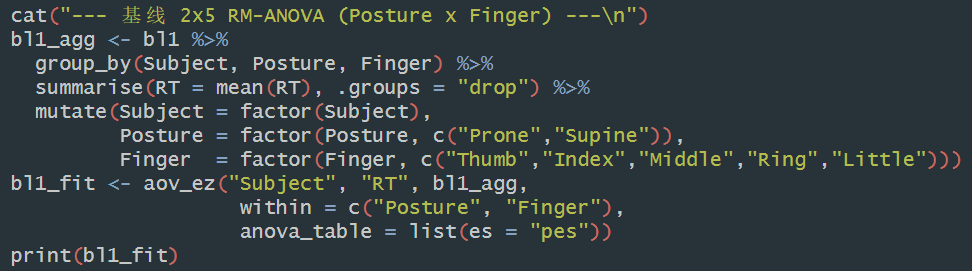 cat("--- 基线 2x5 RM-ANOVA (Posture x Finger) ---\n")
bl1_agg <- bl1 %>%
  group_by(Subject, Posture, Finger) %>%
  summarise(RT = mean(RT), .groups = "drop") %>%
  mutate(Subject = factor(Subject),
         Posture = factor(Posture, c("Prone","Supine")),
         Finger  = factor(Finger, c("Thumb","Index","Middle","Ring","Little")))
bl1_fit <- aov_ez("Subject", "RT", bl1_agg,
                   within = c("Posture", "Finger"),
                   anova_table = list(es = "pes"))
print(bl1_fit)